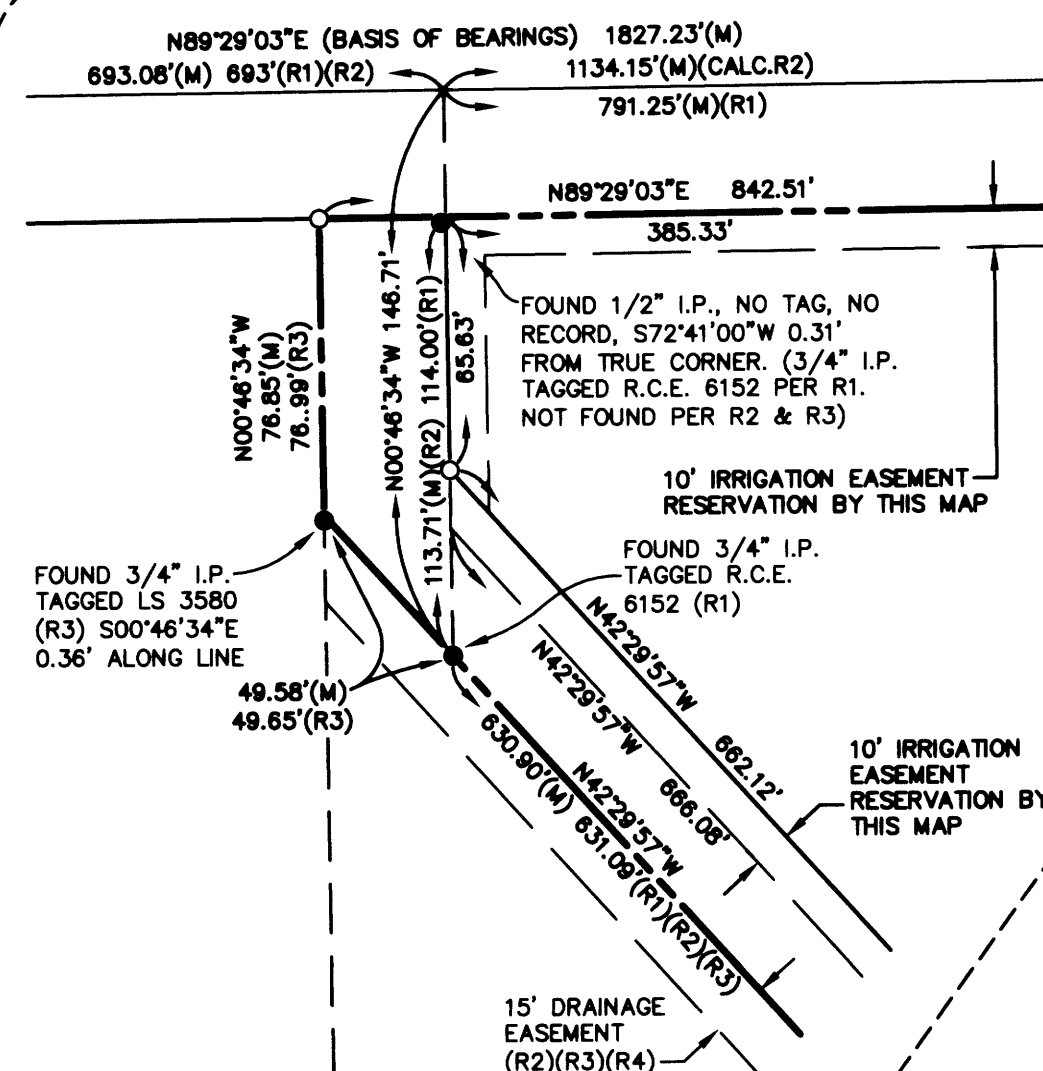 N89°29'03"E (BASIS OF BEARINGS) 1827.23'(M)
693.08'(M) 693'(R1)(R2)
1134.15'(M)(CALC.R2)
791.25'(M)(R1)
N89°29'03"E 842.51'
385.33'
N00°46'34"W
76.85'(M)
76..99'(R3)
N00°46'34"W 146.71'
113.71'(M)(R2) 114.00'(R1)
65.63'
FOUND 1/2" I.P., NO TAG, NO
RECORD, S72°41'00"W 0.31'
FROM TRUE CORNER. (3/4" I.P.
TAGGED R.C.E. 6152 PER R1.
NOT FOUND PER R2 & R3)
10' IRRIGATION EASEMENT
RESERVATION BY THIS MAP
FOUND 3/4" I.P.
TAGGED LS 3580
(R3) S00°46'34"E
0.36' ALONG LINE
FOUND 3/4" I.P.
TAGGED R.C.E.
6152 (R1)
49.58'(M)
49.65'(R3)
N42°29'57"W 662.12'
N42°29'57"W 666.08'
N42°29'57"W
630.90'(M) 631.09'(R1)(R2)(R3)
10' IRRIGATION
EASEMENT
RESERVATION BY
THIS MAP
15' DRAINAGE
EASEMENT
(R2)(R3)(R4)